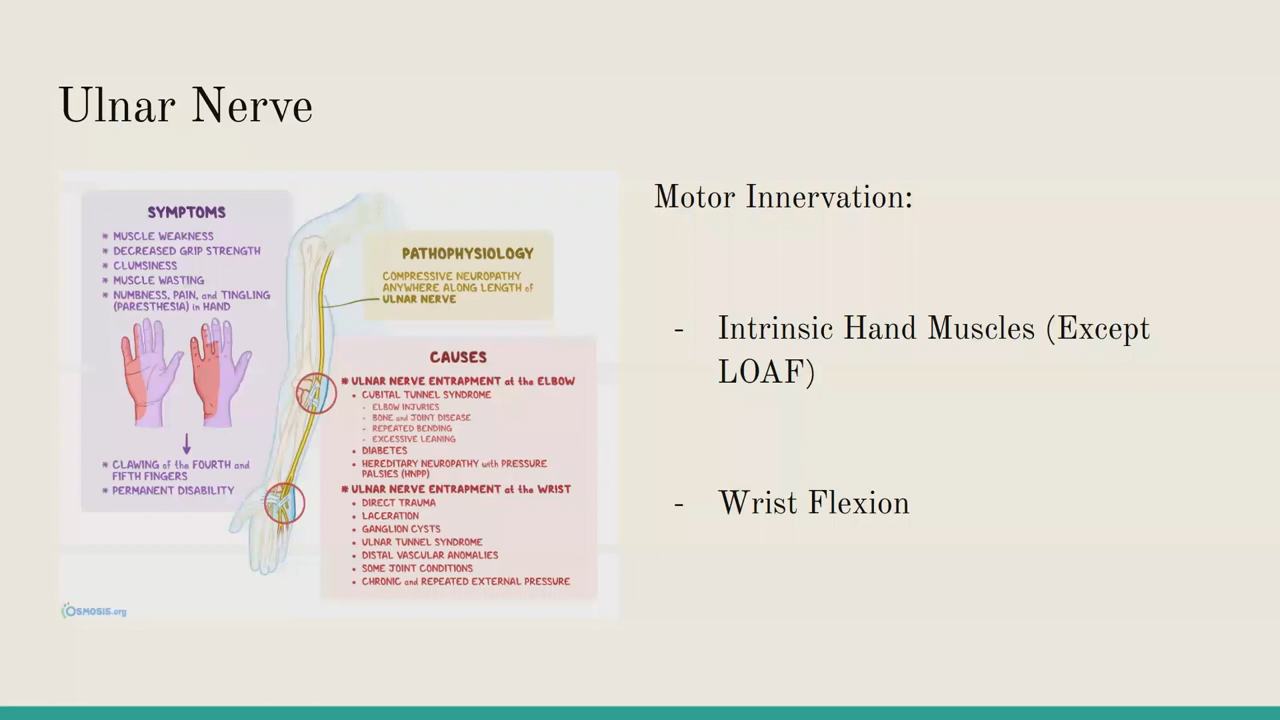 Ulnar Nerve
SYMPTOMS
* MUSCLE WEAKNESS
* DECREASED GRIP STRENGTH
* CLUMSINESS
* MUSCLE WASTING
* NUMBNESS, PAIN, and TINGLING
(PARESTHESIA) in HAND
* CLAWING of the FOURTH and
FIFTH FINGERS
* PERMANENT DISABILITY
PATHOPHYSIOLOGY
COMPRESSIVE NEUROPATHY
ANYWHERE ALONG LENGTH of
ULNAR NERVE
CAUSES
* ULNAR NERVE ENTRAPMENT at the ELBOW
• CUBITAL TUNNEL SYNDROME
- ELBOW INJURIES
- BONE and JOINT DISEASE
- REPEATED BENDING
- EXCESSIVE LEANING
• DIABETES
• HEREDITARY NEUROPATHY with PRESSURE
PALSIES (HNPP)
* ULNAR NERVE ENTRAPMENT at the WRIST
• DIRECT TRAUMA
• LACERATION
• GANGLION CYSTS
• ULNAR TUNNEL SYNDROME
• DISTAL VASCULAR ANOMALIES
• SOME JOINT CONDITIONS
• CHRONIC and REPEATED EXTERNAL PRESSURE
OSMOSIS.org
Motor Innervation:
- Intrinsic Hand Muscles (Except
LOAF)
- Wrist Flexion